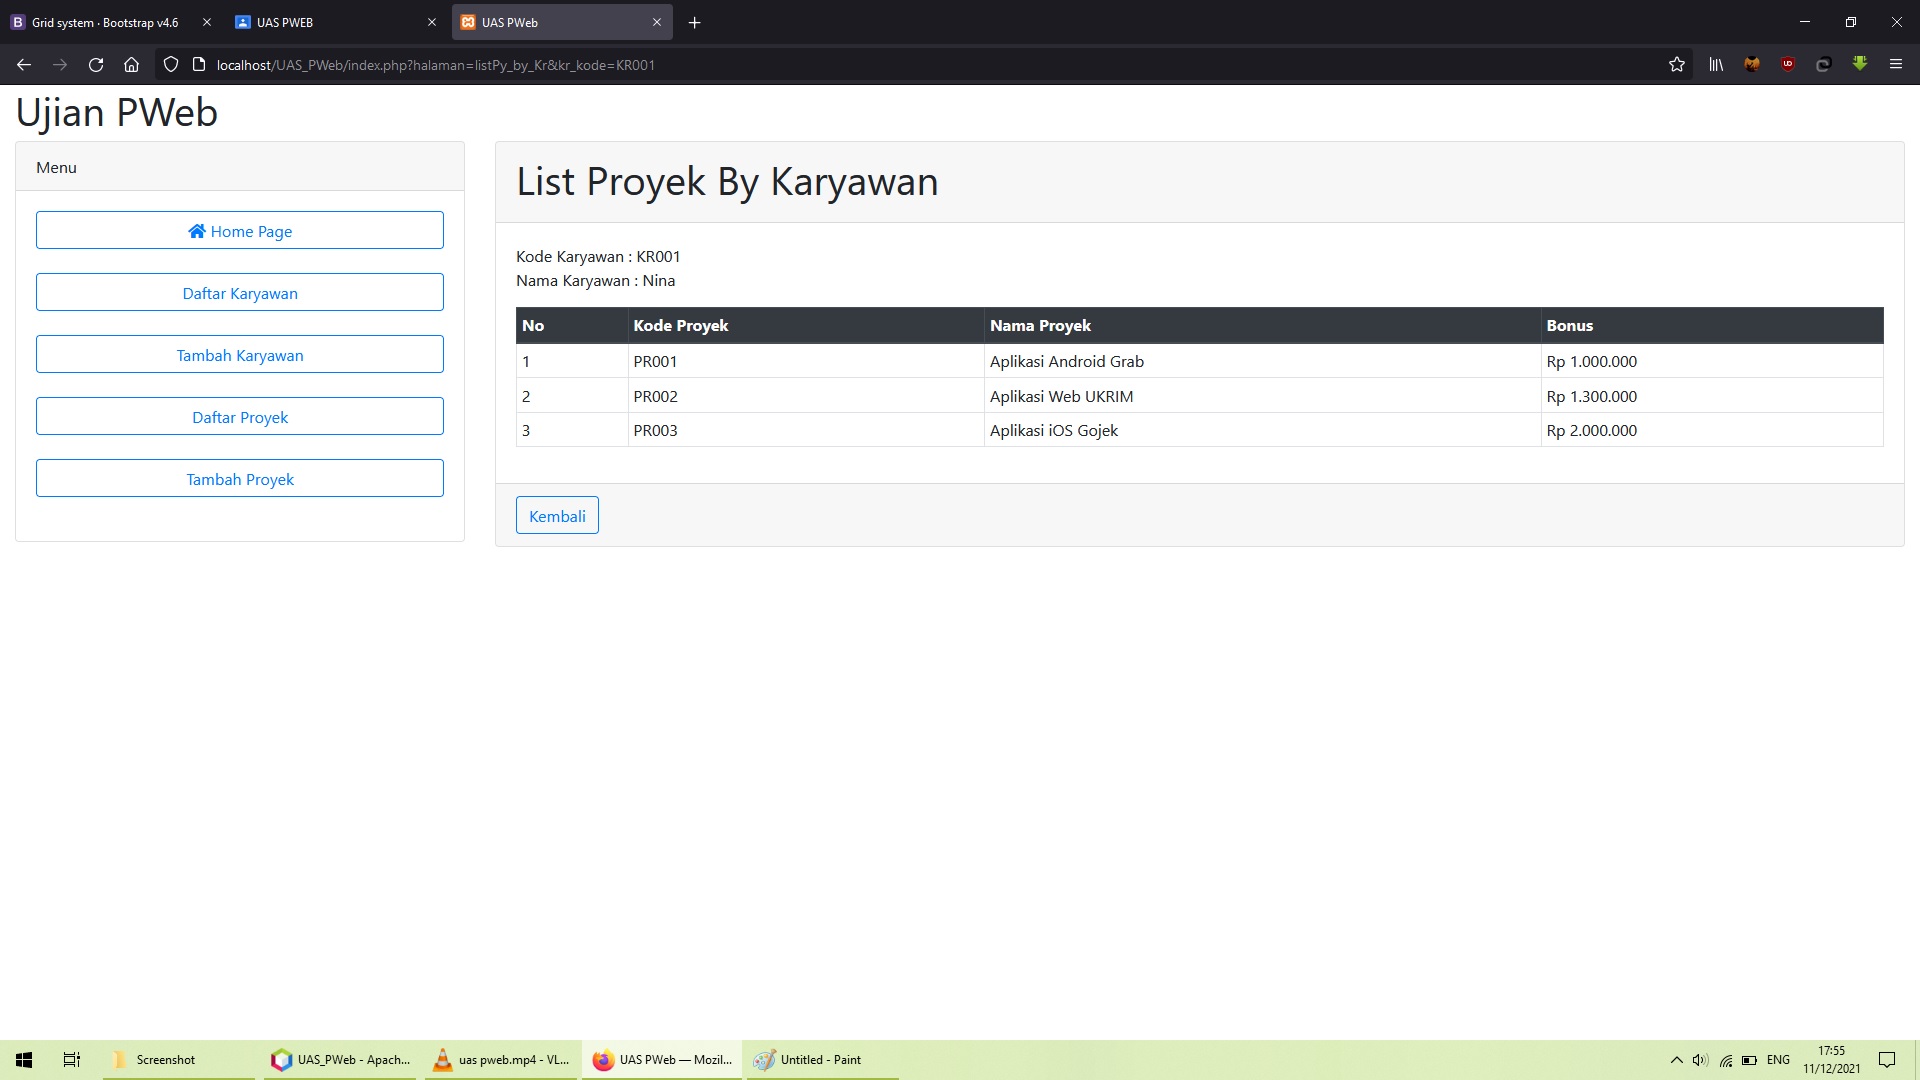 Grid system · Bootstrap v4.6
UAS PWEB
UAS PWeb
localhost/UAS_PWeb/index.php?halaman=listPy_by_Kr&kr_kode=KR001
Ujian PWeb
Menu
Home Page
Daftar Karyawan
Tambah Karyawan
Daftar Proyek
Tambah Proyek
List Proyek By Karyawan
Kode Karyawan : KR001
Nama Karyawan : Nina
No Kode Proyek Nama Proyek Bonus
1 PR001 Aplikasi Android Grab Rp 1.000.000
2 PR002 Aplikasi Web UKRIM Rp 1.300.000
3 PR003 Aplikasi iOS Gojek Rp 2.000.000
Kembali
Screenshot
UAS_PWeb - Apach...
uas pweb.mp4 - VL...
UAS PWeb — Mozil...
Untitled - Paint
ENG
17:55
11/12/2021